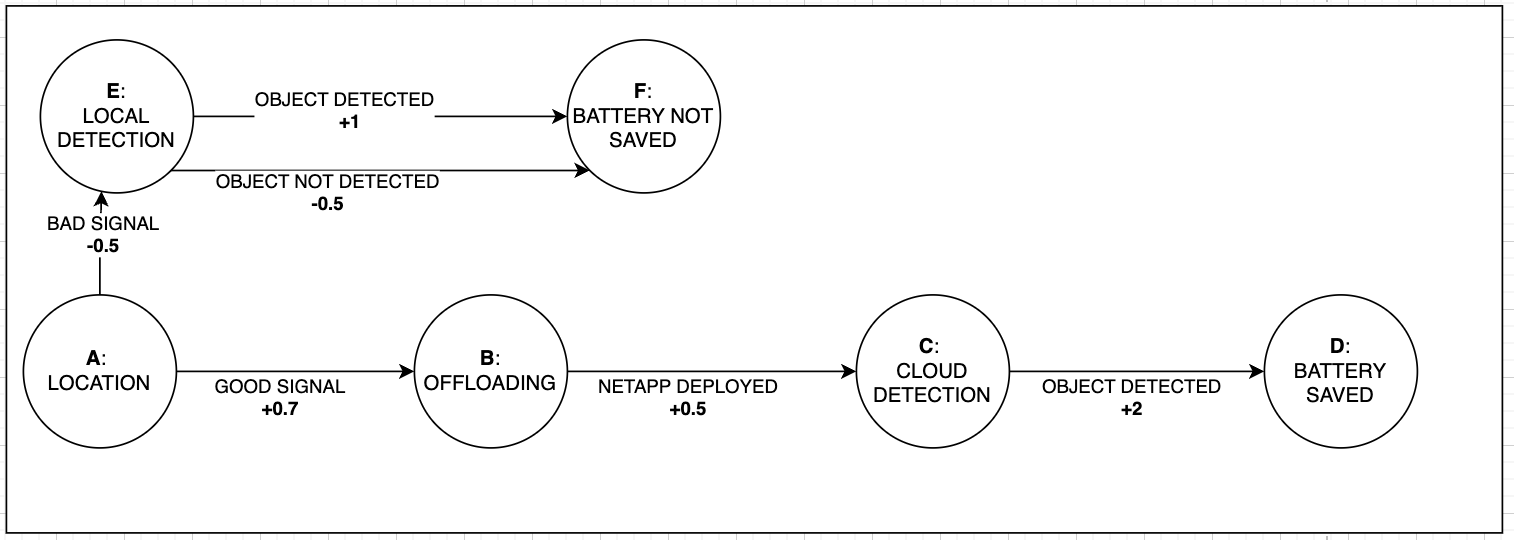 E:
LOCAL
DETECTION
OBJECT DETECTED
+1
F:
BATTERY NOT
SAVED
OBJECT NOT DETECTED
-0.5
BAD SIGNAL
-0.5
A:
LOCATION
GOOD SIGNAL
+0.7
B:
OFFLOADING
NETAPP DEPLOYED
+0.5
C:
CLOUD
DETECTION
OBJECT DETECTED
+2
D:
BATTERY
SAVED